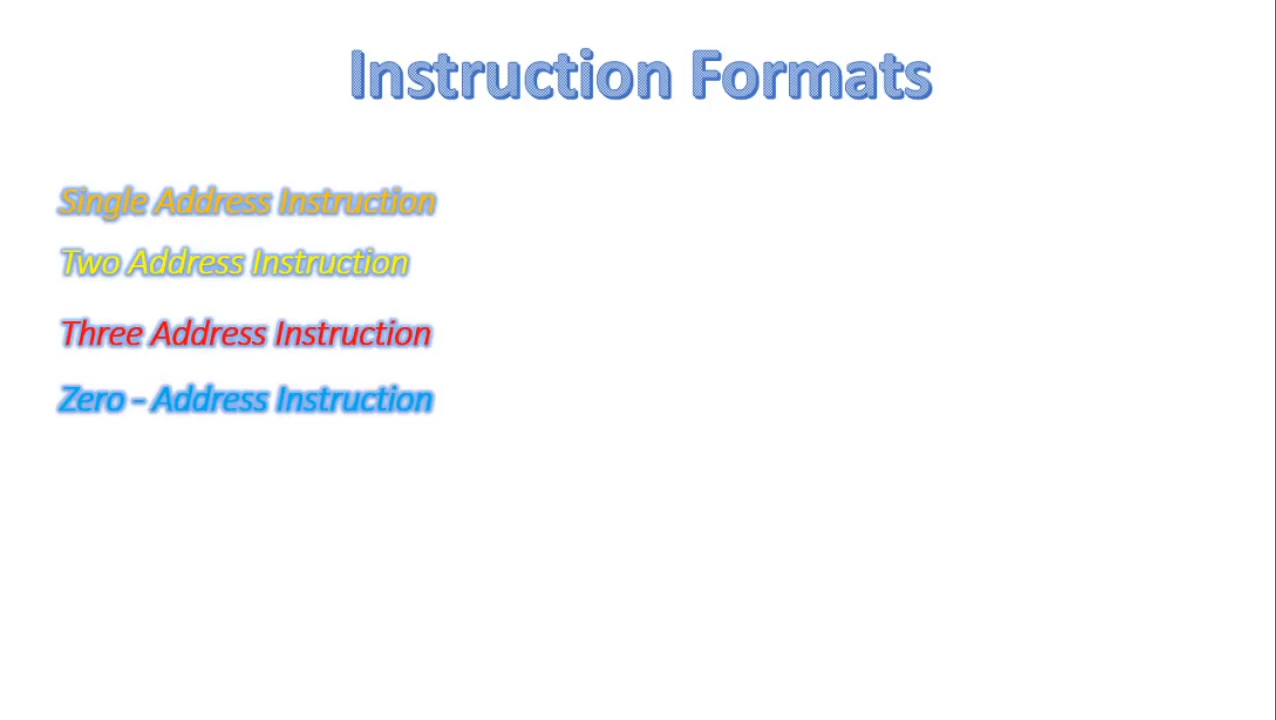 Instruction Formats
Single Address Instruction
Two Address Instruction
Three Address Instruction
Zero - Address Instruction